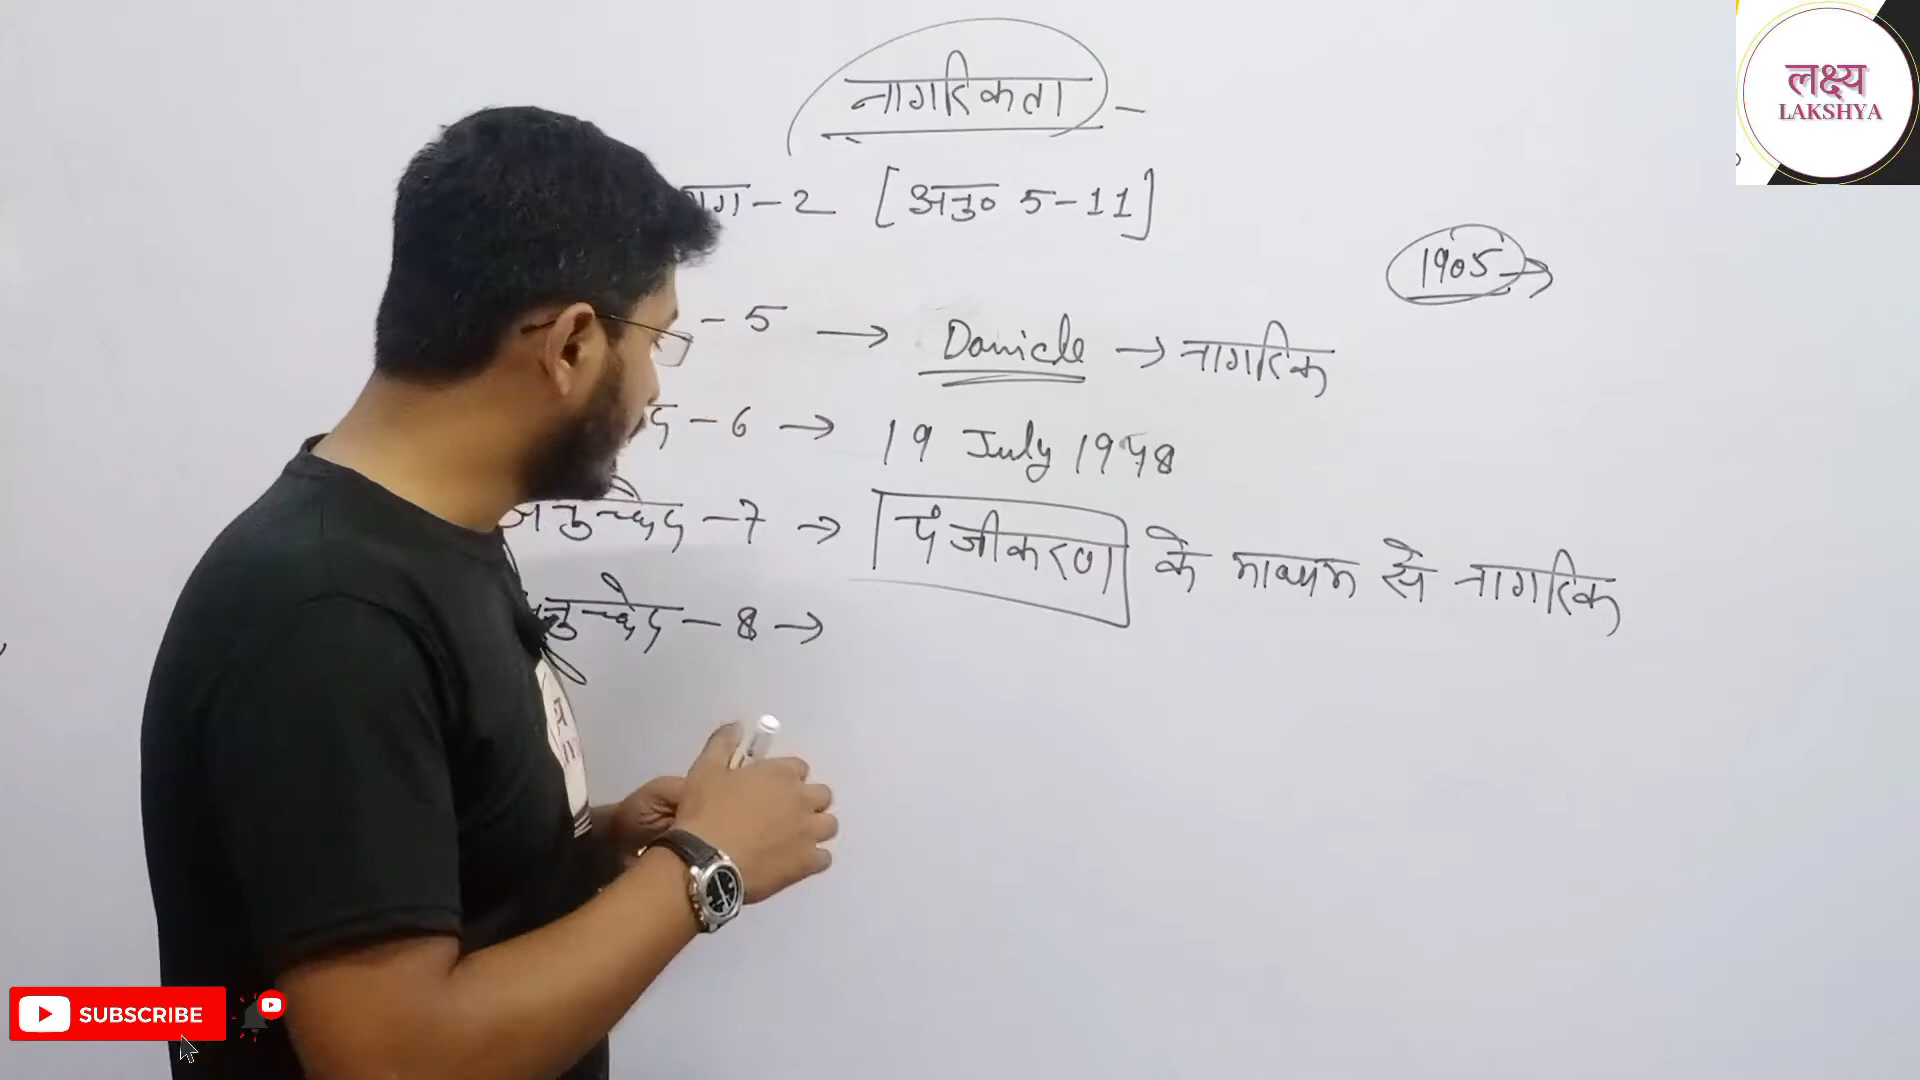 लक्ष्य
LAKSHYA
नागरिकता –
– 2 [अनु० 5 – 11]
1905 →
– 5 → Danicle → नागरिक
– 6 → 19 July 1948
अनुच्छेद – 7 → पंजीकरण के माध्यम से नागरिक
अनुच्छेद – 8 →
SUBSCRIBE